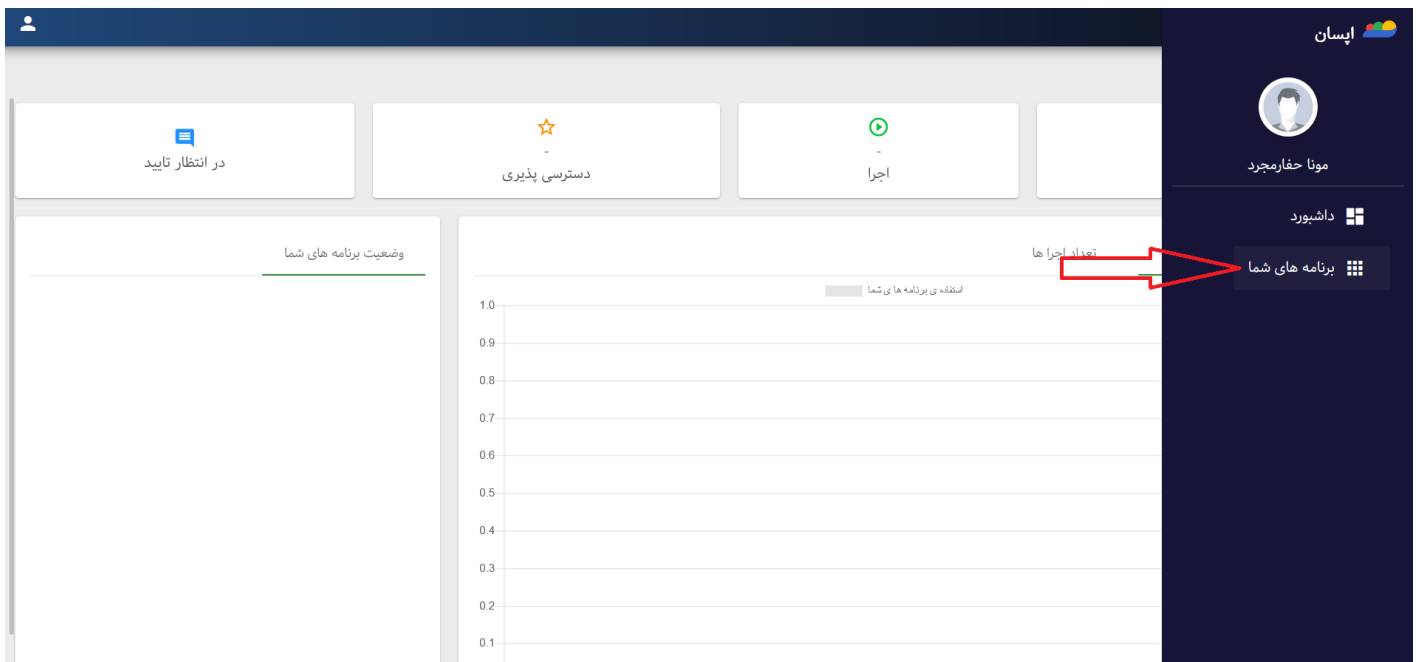 اپسان
مونا حفارمجرد
داشبورد
برنامه های شما
-
اجرا
-
دسترسی پذیری
در انتظار تایید
تعداد اجرا ها
استفاده ی برنامه ها ی شما
1.0
0.9
0.8
0.7
0.6
0.5
0.4
0.3
0.2
0.1
وضعیت برنامه های شما